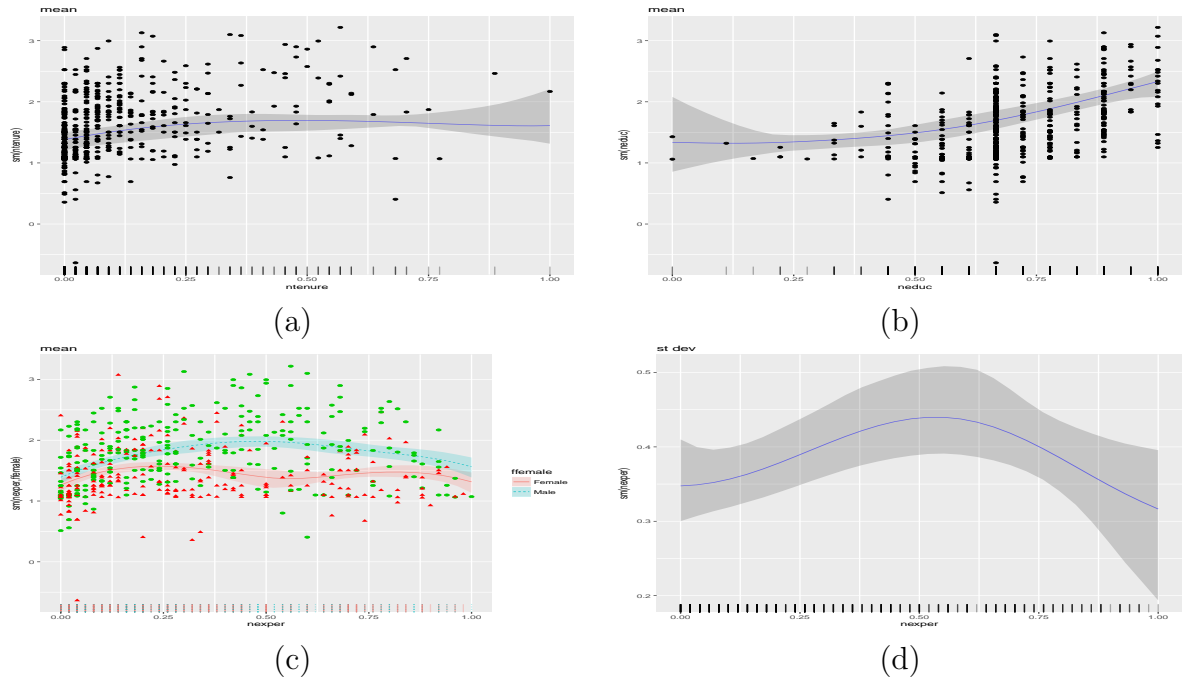 mean
sm(ntenure)
3
2
1
0
0.00 0.25 0.50 0.75 1.00
ntenure
(a)
mean
sm(neduc)
3
2
1
0
0.00 0.25 0.50 0.75 1.00
neduc
(b)
mean
sm(nexper,ffemale)
3
2
1
0
0.00 0.25 0.50 0.75 1.00
nexper
ffemale
Female
Male
(c)
st dev
sm(nexper)
0.5
0.4
0.3
0.2
0.00 0.25 0.50 0.75 1.00
nexper
(d)